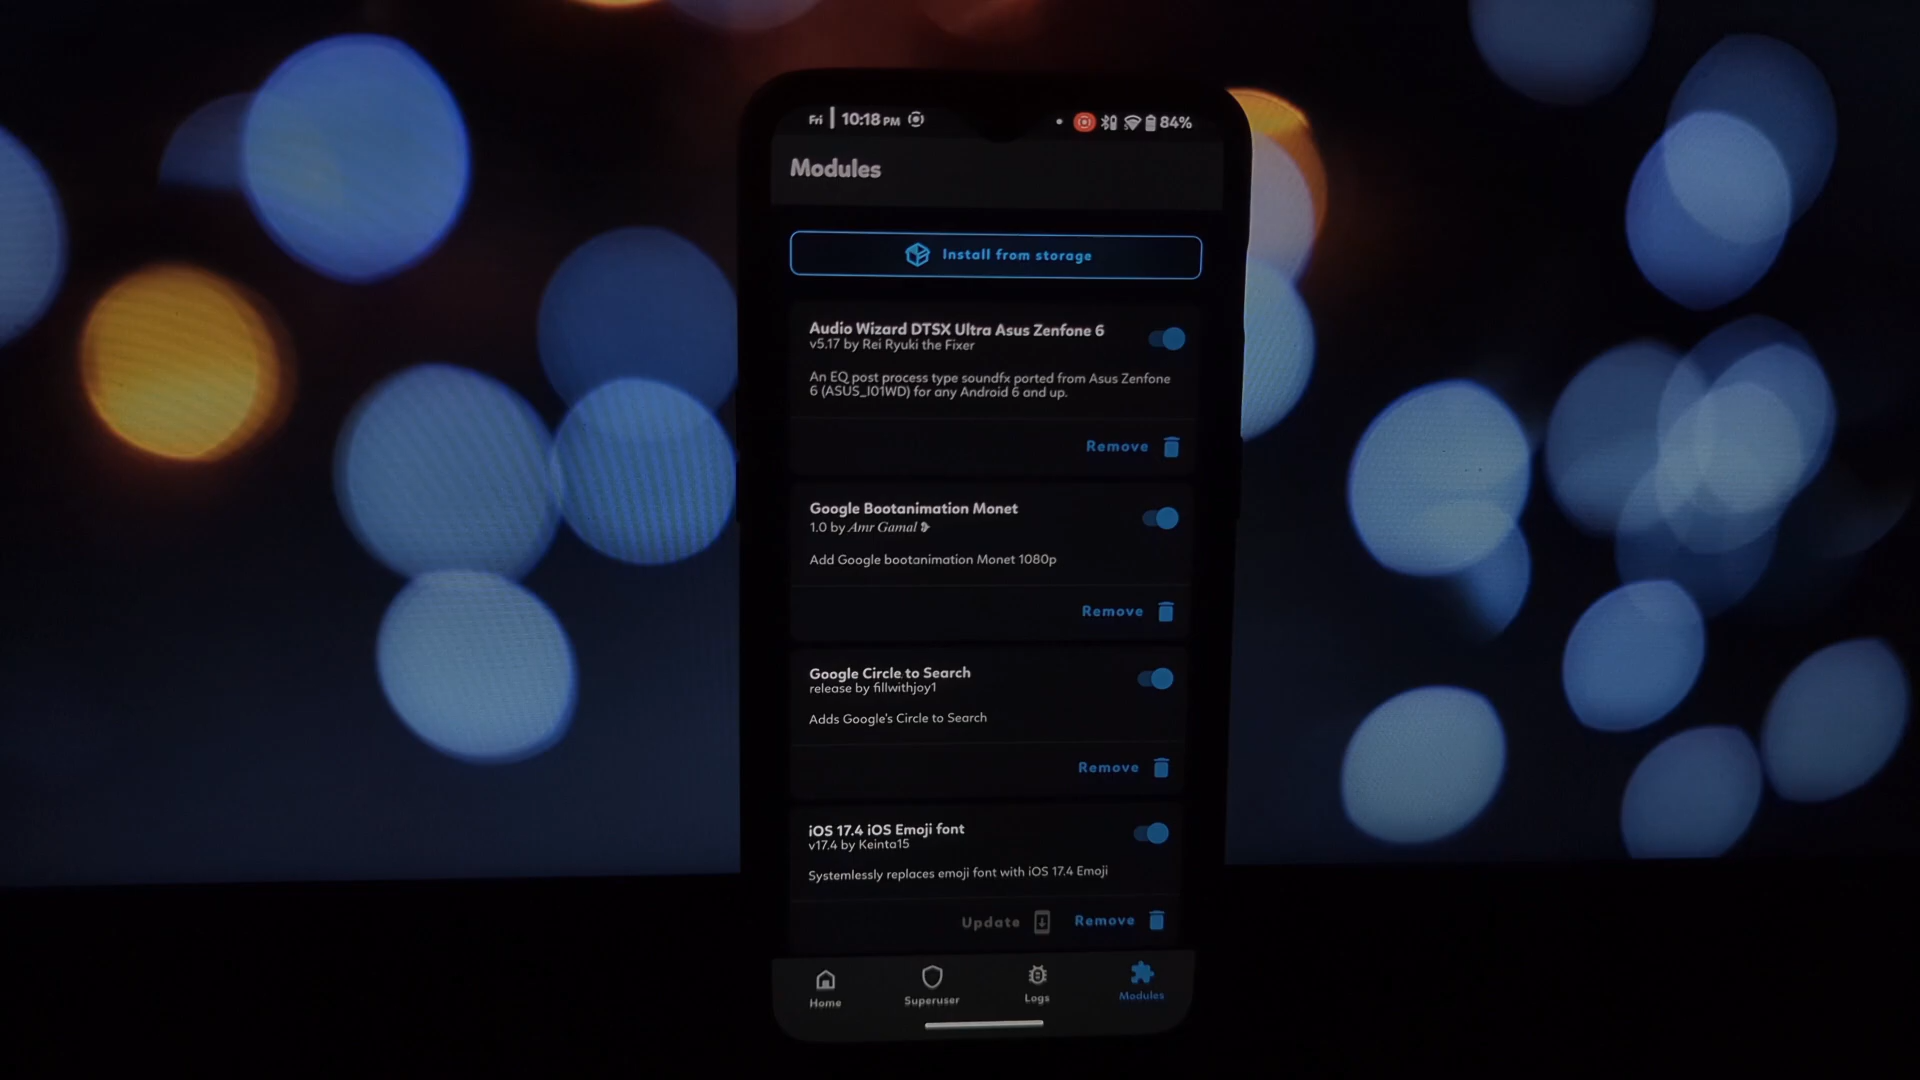 Fri | 10:18 PM
84%
Modules
Install from storage
Audio Wizard DTSX Ultra Asus Zenfone 6
v5.17 by Rei Ryuki the Fixer
An EQ post process type soundfx ported from Asus Zenfone
6 (ASUS_I01WD) for any Android 6 and up.
Remove
Google Bootanimation Monet
1.0 by Amr Gamal
Add Google bootanimation Monet 1080p
Remove
Google Circle to Search
release by fillwithjoy1
Adds Google's Circle to Search
Remove
iOS 17.4 iOS Emoji font
v17.4 by Keinta15
Systemlessly replaces emoji font with iOS 17.4 Emoji
Update Remove
Home Superuser Logs Modules